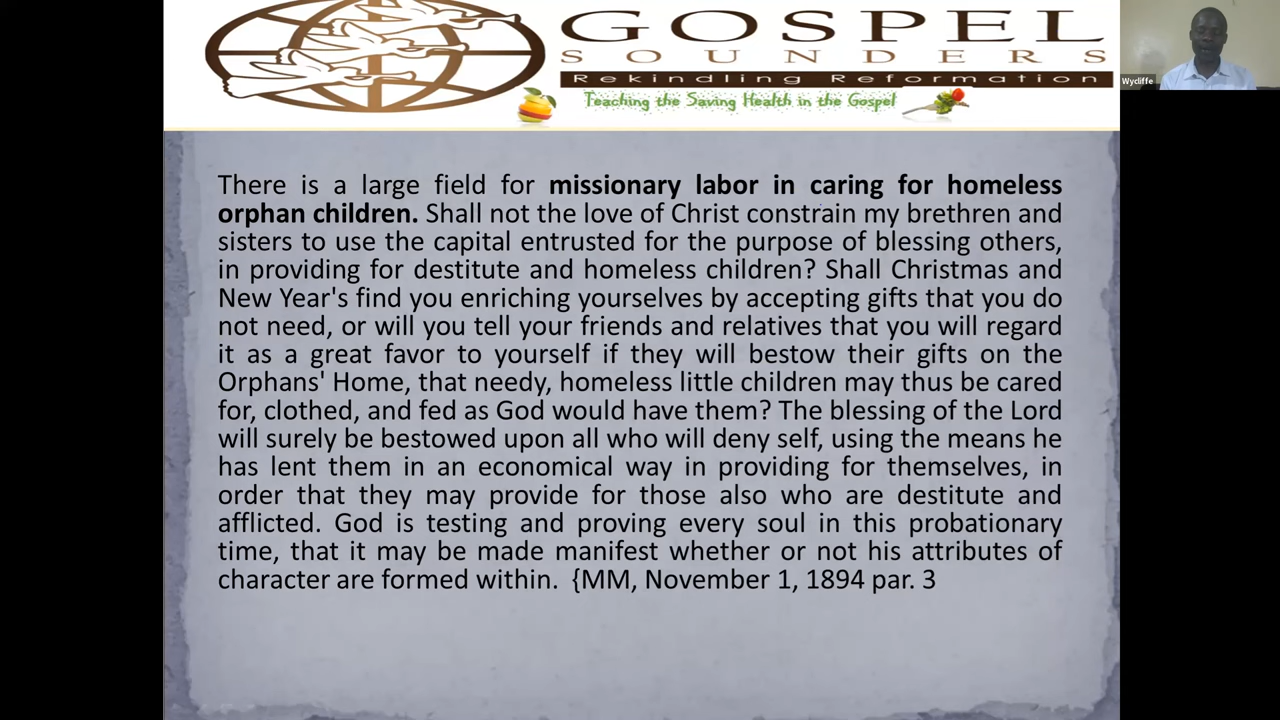 GOSPEL
SOUNDERS
Rekindling Reformation
Teaching the Saving Health in the Gospel
Wycliffe
There is a large field for missionary labor in caring for homeless
orphan children. Shall not the love of Christ constrain my brethren and
sisters to use the capital entrusted for the purpose of blessing others,
in providing for destitute and homeless children? Shall Christmas and
New Year's find you enriching yourselves by accepting gifts that you do
not need, or will you tell your friends and relatives that you will regard
it as a great favor to yourself if they will bestow their gifts on the
Orphans' Home, that needy, homeless little children may thus be cared
for, clothed, and fed as God would have them? The blessing of the Lord
will surely be bestowed upon all who will deny self, using the means he
has lent them in an economical way in providing for themselves, in
order that they may provide for those also who are destitute and
afflicted. God is testing and proving every soul in this probationary
time, that it may be made manifest whether or not his attributes of
character are formed within. {MM, November 1, 1894 par. 3